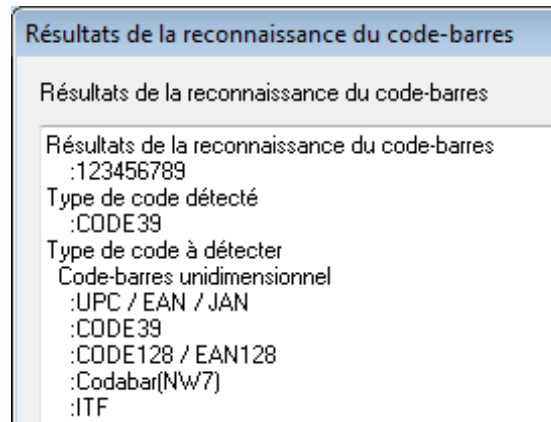 Résultats de la reconnaissance du code-barres
Résultats de la reconnaissance du code-barres
Résultats de la reconnaissance du code-barres
:123456789
Type de code détecté
:CODE39
Type de code à détecter
Code-barres unidimensionnel
:UPC / EAN / JAN
:CODE39
:CODE128 / EAN128
:Codabar(NW7)
:ITF